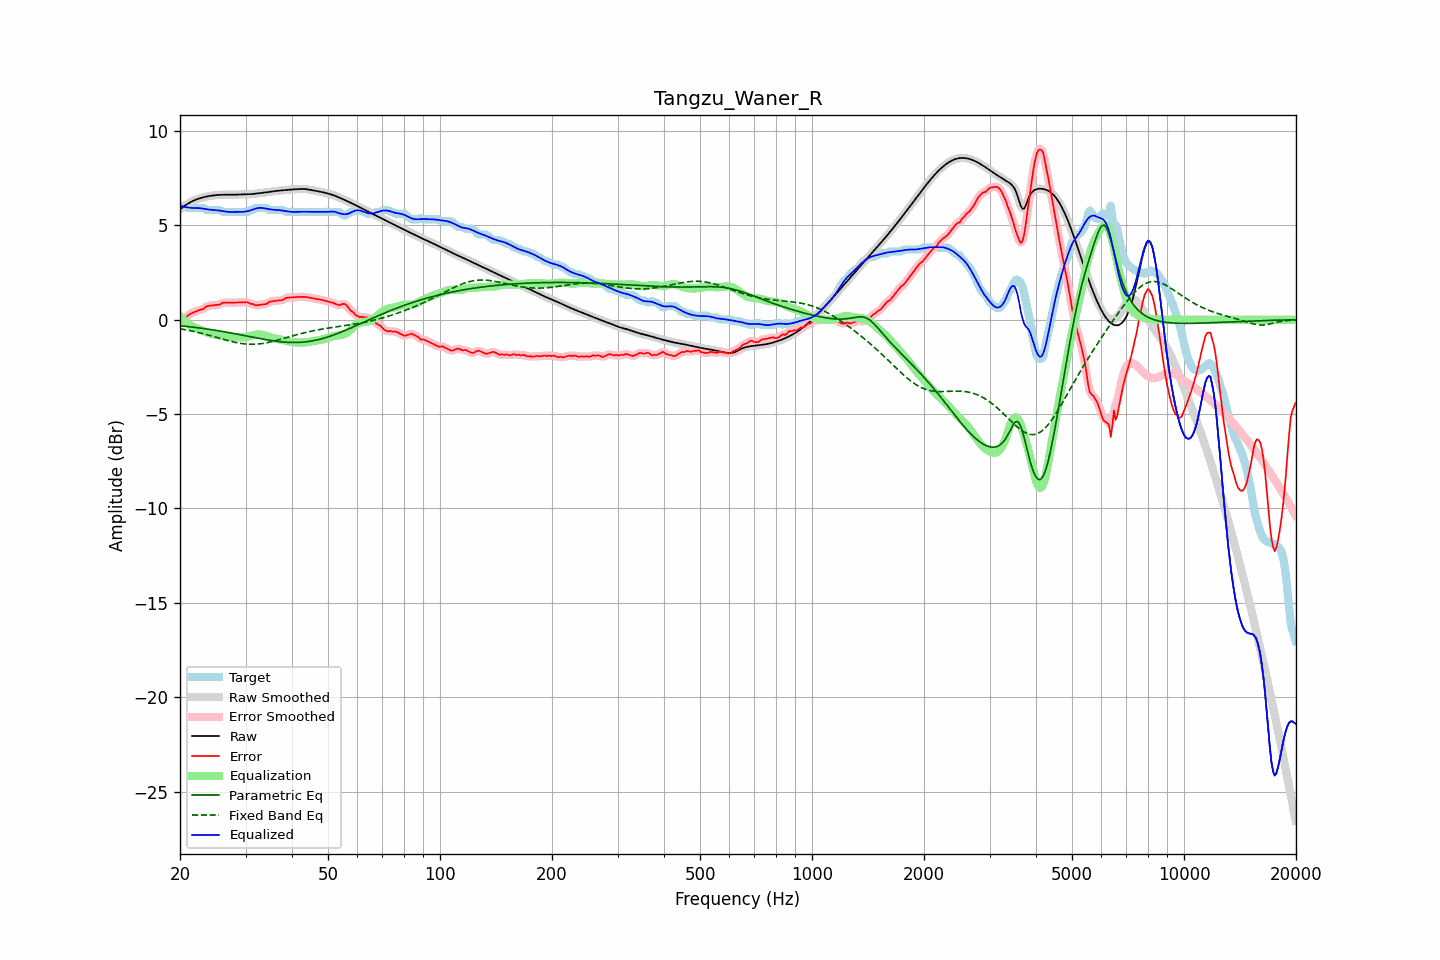 Tangzu_Waner_R
10
5
0
−5
−10
−15
−20
−25
Amplitude (dBr)
Target
Raw Smoothed
Error Smoothed
Raw
Error
Equalization
Parametric Eq
Fixed Band Eq
Equalized
20 50 100 200 500 1000 2000 5000 10000 20000
Frequency (Hz)